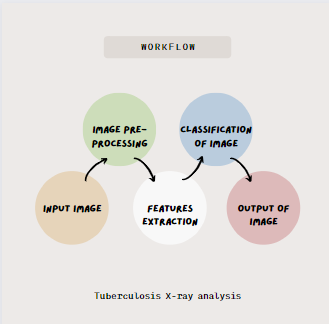 WORKFLOW
IMAGE PRE-
PROCESSING
CLASSIFICATION
OF IMAGE
INPUT IMAGE
FEATURES
EXTRACTION
OUTPUT OF
IMAGE
Tuberculosis X-ray analysis